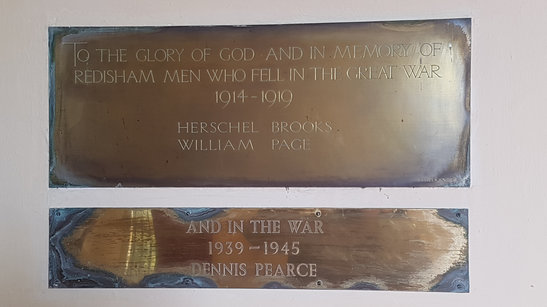 TO THE GLORY OF GOD AND IN MEMORY OF
REDISHAM MEN WHO FELL IN THE GREAT WAR
1914-1919
HERSCHEL BROOKS
WILLIAM PAGE
AND IN THE WAR
1939-1945
DENNIS PEARCE